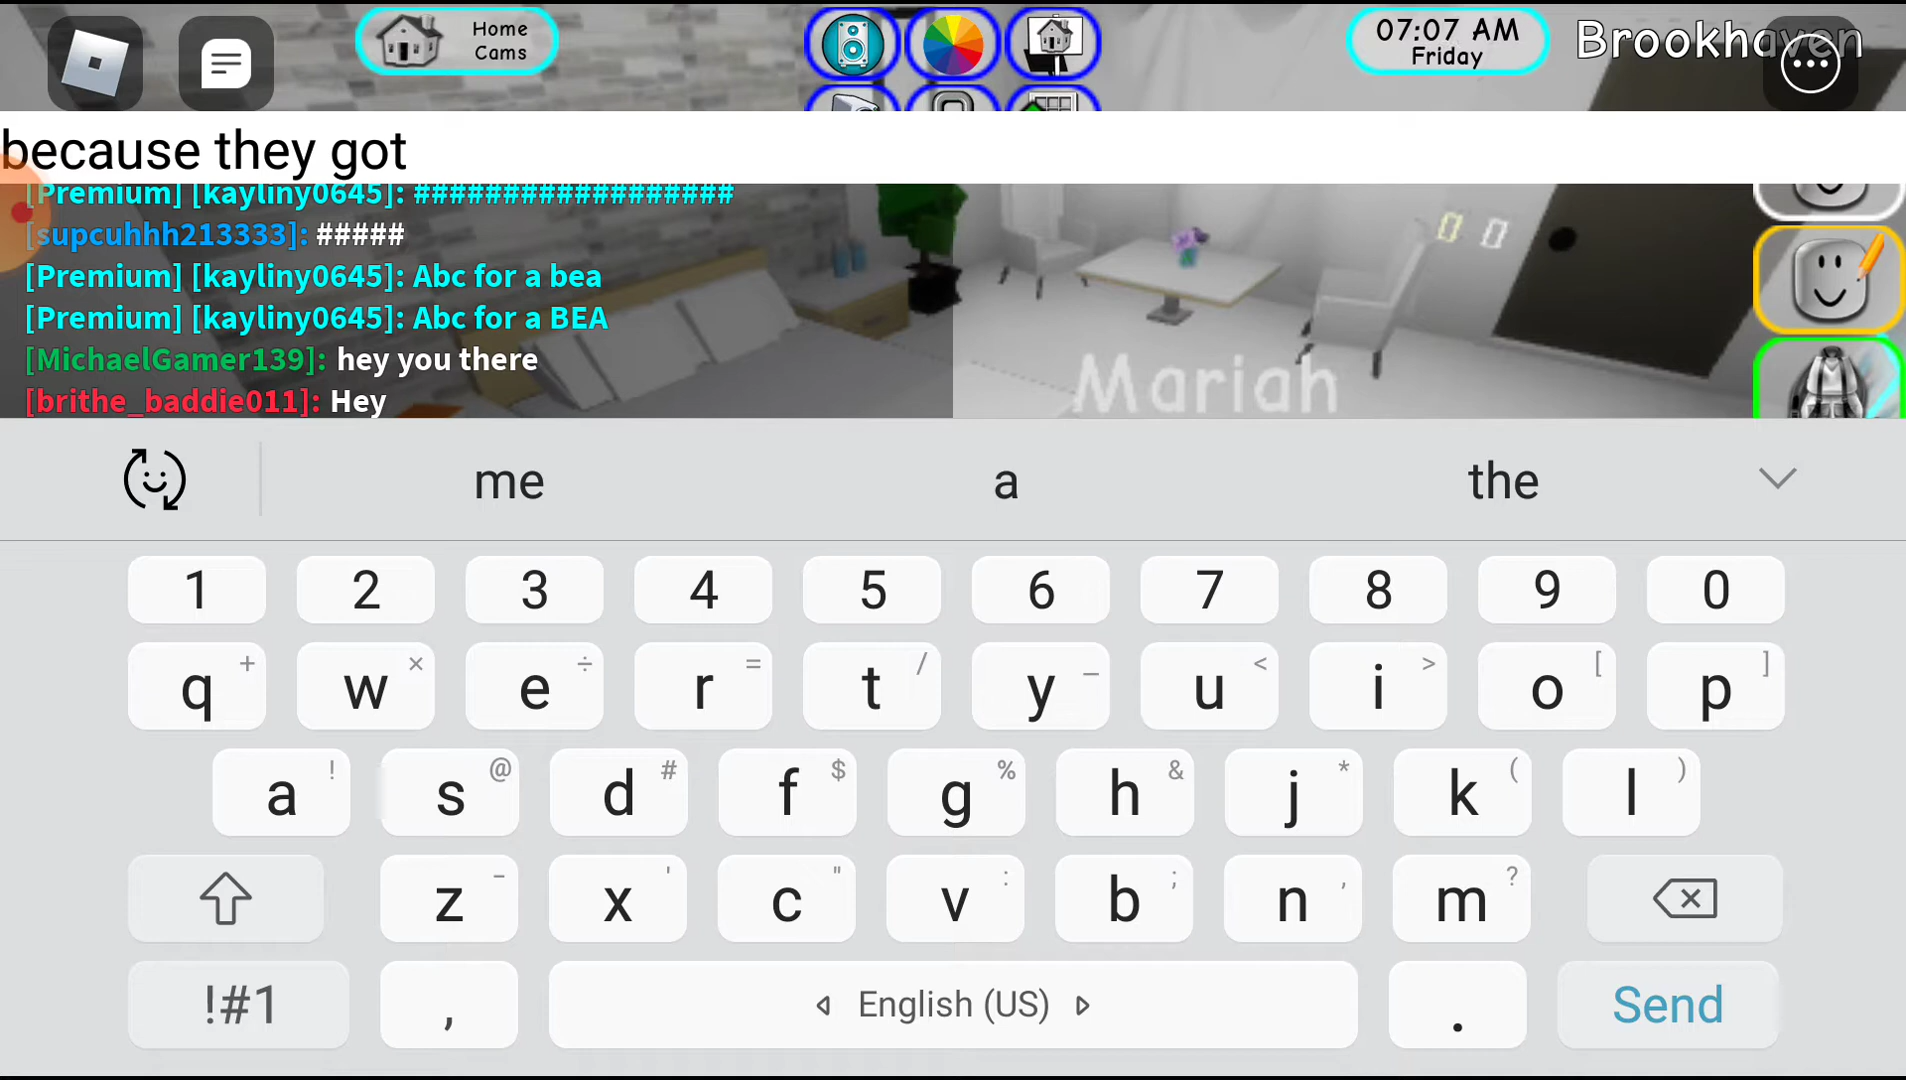 Home
Cams
07:07 AM
Friday
Brookhaven
because they got
[Premium] [kayliny0645]: ##################
[supcuhhh213333]: #####
[Premium] [kayliny0645]: Abc for a bea
[Premium] [kayliny0645]: Abc for a BEA
[MichaelGamer139]: hey you there
[brithe_baddie011]: Hey
0 0
Mariah
me a the
1 2 3 4 5 6 7 8 9 0
q + w × e ÷ r = t / y _ u < i > o [ p ]
a ! s @ d # f $ g % h & j * k ( l )
z - x ' c " v : b ; n , m ?
!#1 , English (US) . Send